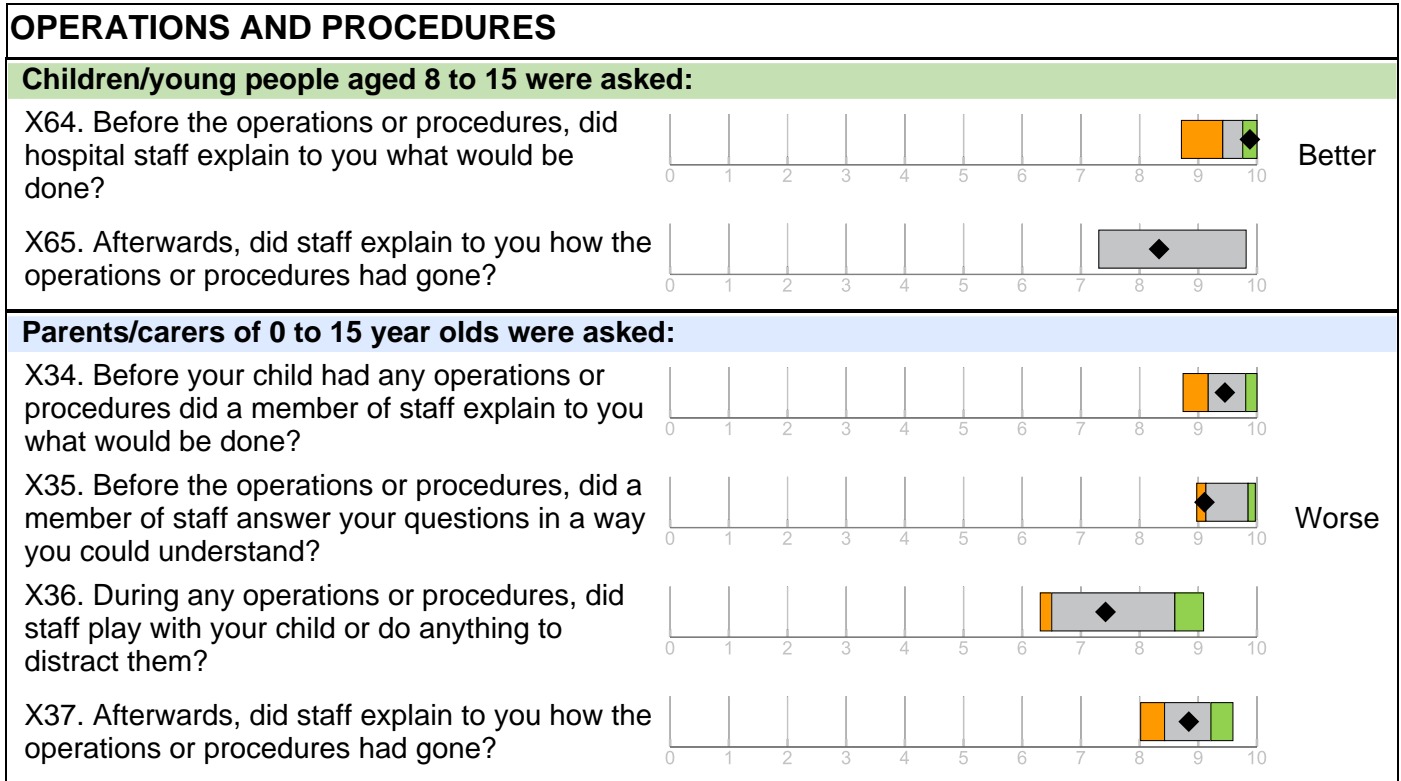 OPERATIONS AND PROCEDURES
Children/young people aged 8 to 15 were asked:
X64. Before the operations or procedures, did
hospital staff explain to you what would be
done?
0 1 2 3 4 5 6 7 8 9 10
Better
X65. Afterwards, did staff explain to you how the
operations or procedures had gone?
0 1 2 3 4 5 6 7 8 9 10
Parents/carers of 0 to 15 year olds were asked:
X34. Before your child had any operations or
procedures did a member of staff explain to you
what would be done?
0 1 2 3 4 5 6 7 8 9 10
X35. Before the operations or procedures, did a
member of staff answer your questions in a way
you could understand?
0 1 2 3 4 5 6 7 8 9 10
Worse
X36. During any operations or procedures, did
staff play with your child or do anything to
distract them?
0 1 2 3 4 5 6 7 8 9 10
X37. Afterwards, did staff explain to you how the
operations or procedures had gone?
0 1 2 3 4 5 6 7 8 9 10